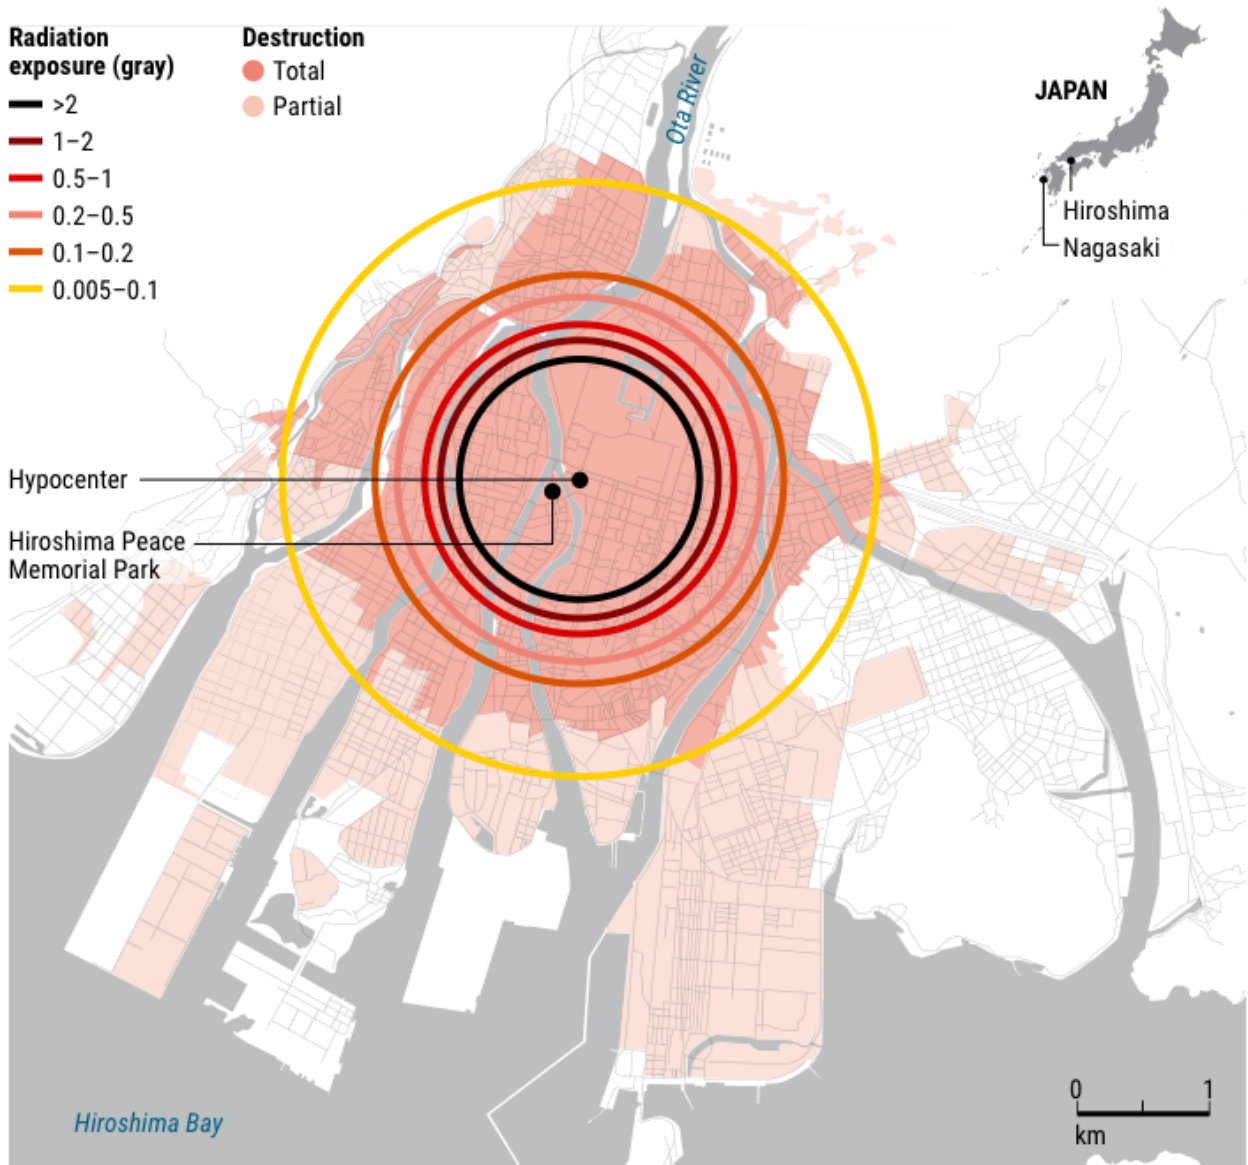 Radiation
exposure (gray)
>2
1–2
0.5–1
0.2–0.5
0.1–0.2
0.005–0.1
Destruction
Total
Partial
Ota River
JAPAN
Hiroshima
Nagasaki
Hypocenter
Hiroshima Peace
Memorial Park
Hiroshima Bay
0 1
km